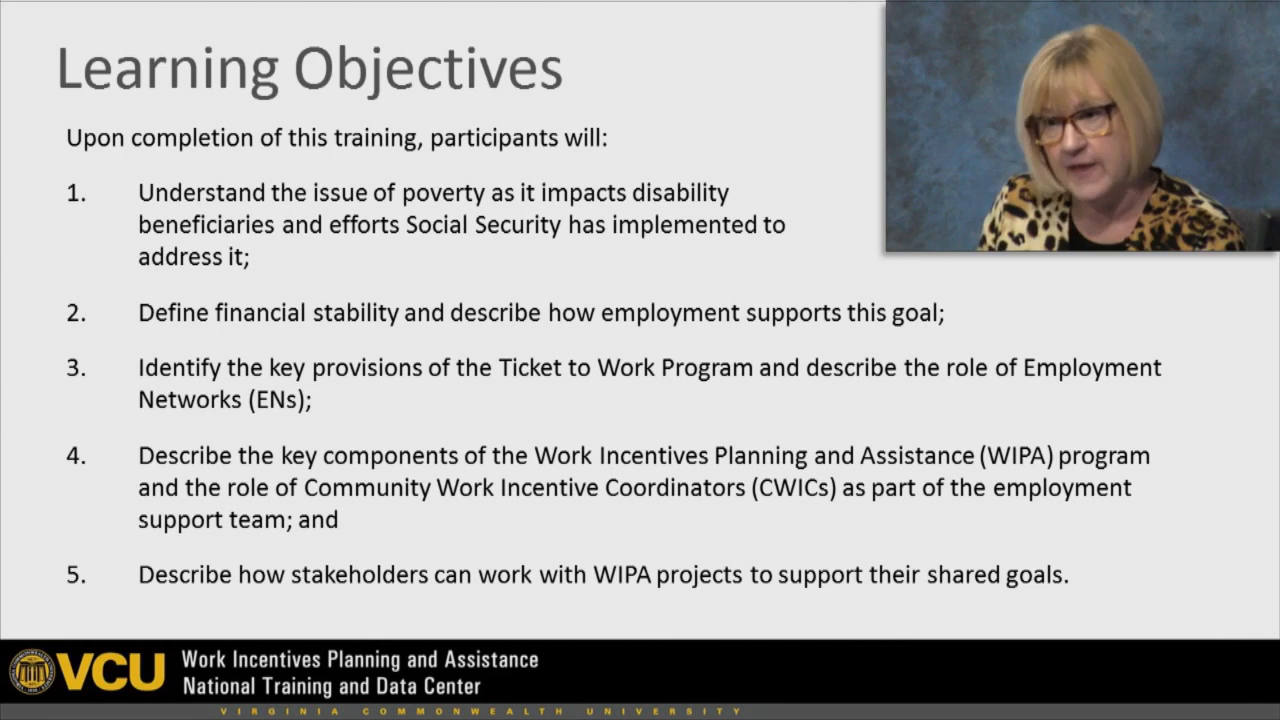 Learning Objectives
Upon completion of this training, participants will:
1. Understand the issue of poverty as it impacts disability
beneficiaries and efforts Social Security has implemented to
address it;
2. Define financial stability and describe how employment supports this goal;
3. Identify the key provisions of the Ticket to Work Program and describe the role of Employment
Networks (ENs);
4. Describe the key components of the Work Incentives Planning and Assistance (WIPA) program
and the role of Community Work Incentive Coordinators (CWICs) as part of the employment
support team; and
5. Describe how stakeholders can work with WIPA projects to support their shared goals.
VCU
Work Incentives Planning and Assistance
National Training and Data Center
VIRGINIA COMMONWEALTH UNIVERSITY